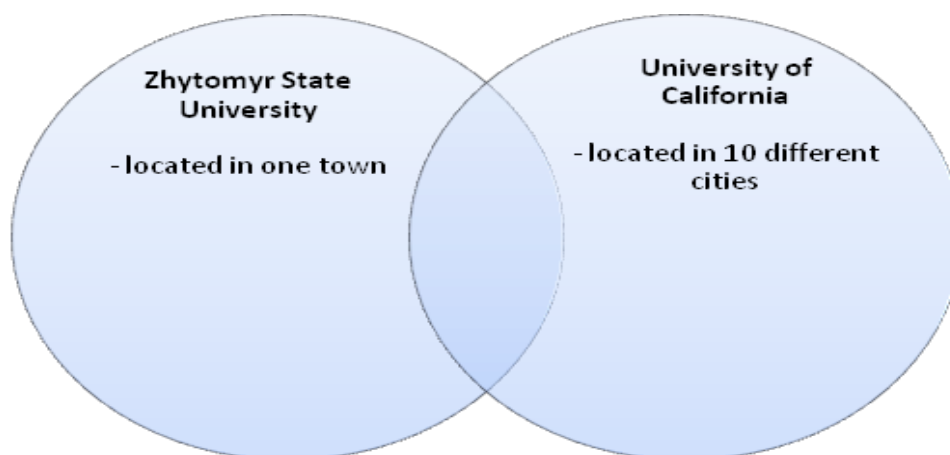 Zhytomyr State
University
- located in one town
University of
California
- located in 10 different
cities